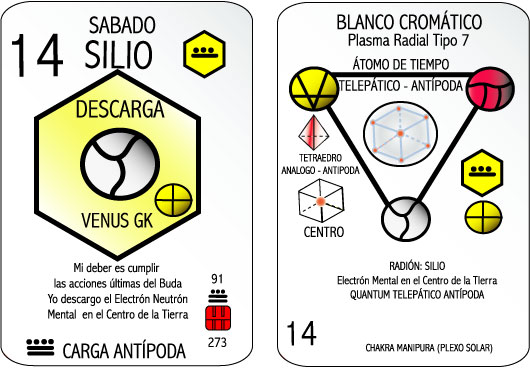 SABADO
14 SILIO
DESCARGA
VENUS GK
Mi deber es cumplir
las acciones últimas del Buda
Yo descargo el Electrón Neutrón
Mental en el Centro de la Tierra
91
273
CARGA ANTÍPODA
BLANCO CROMÁTICO
Plasma Radial Tipo 7
ÁTOMO DE TIEMPO
TELEPÁTICO - ANTÍPODA
TETRAEDRO
ANALOGO - ANTIPODA
CENTRO
RADIÓN: SILIO
Electrón Mental en el Centro de la TIerra
QUANTUM TELEPÁTICO ANTÍPODA
14
CHAKRA MANIPURA (PLEXO SOLAR)